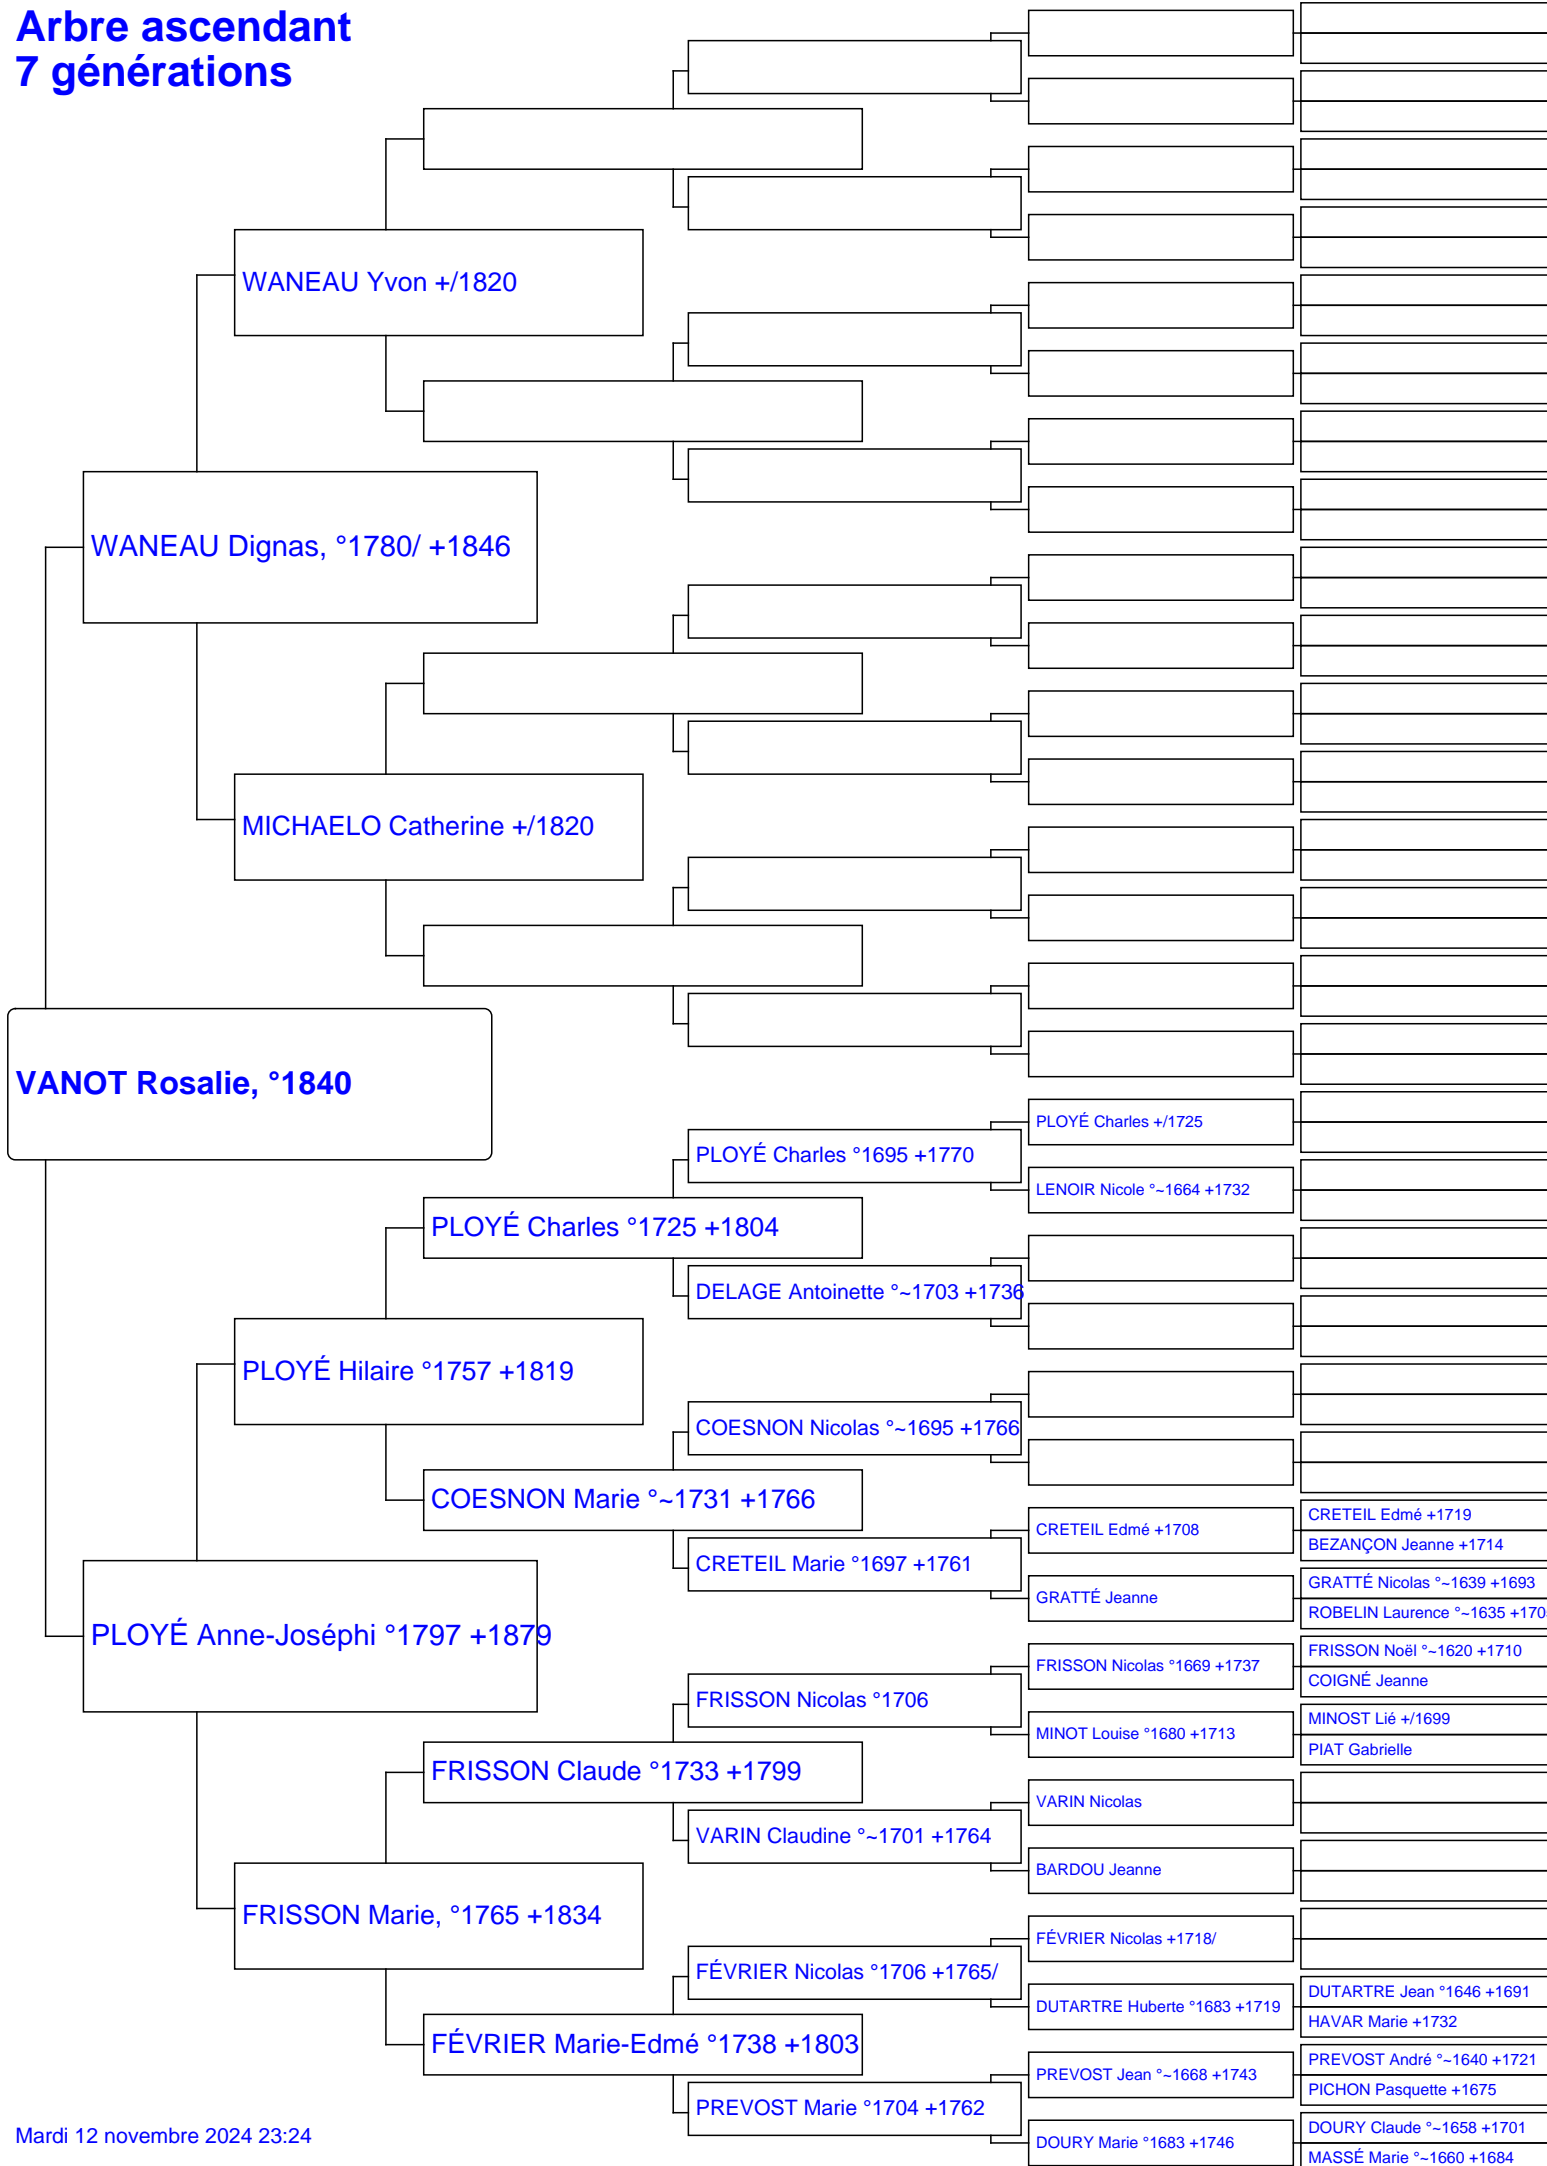 Arbre ascendant
7 générations
WANEAU Yvon +/1820
WANEAU Dignas, °1780/ +1846
MICHAELO Catherine +/1820
VANOT Rosalie, °1840
PLOYÉ Charles +/1725
PLOYÉ Charles °1695 +1770
LENOIR Nicole °~1664 +1732
PLOYÉ Charles °1725 +1804
DELAGE Antoinette °~1703 +1736
PLOYÉ Hilaire °1757 +1819
COESNON Nicolas °~1695 +1766
COESNON Marie °~1731 +1766
CRETEIL Edmé +1719
CRETEIL Edmé +1708
BEZANÇON Jeanne +1714
CRETEIL Marie °1697 +1761
GRATTÉ Nicolas °~1639 +1693
GRATTÉ Jeanne
ROBELIN Laurence °~1635 +170
PLOYÉ Anne-Joséphi °1797 +1879
FRISSON Noël °~1620 +1710
FRISSON Nicolas °1669 +1737
COIGNÉ Jeanne
FRISSON Nicolas °1706
MINOST Lié +/1699
MINOT Louise °1680 +1713
PIAT Gabrielle
FRISSON Claude °1733 +1799
VARIN Nicolas
VARIN Claudine °~1701 +1764
BARDOU Jeanne
FRISSON Marie, °1765 +1834
FÉVRIER Nicolas +1718/
FÉVRIER Nicolas °1706 +1765/
DUTARTRE Jean °1646 +1691
DUTARTRE Huberte °1683 +1719
HAVAR Marie +1732
FÉVRIER Marie-Edmé °1738 +1803
PREVOST André °~1640 +1721
PREVOST Jean °~1668 +1743
PICHON Pasquette +1675
PREVOST Marie °1704 +1762
DOURY Claude °~1658 +1701
DOURY Marie °1683 +1746
MASSÉ Marie °~1660 +1684
Mardi 12 novembre 2024 23:24